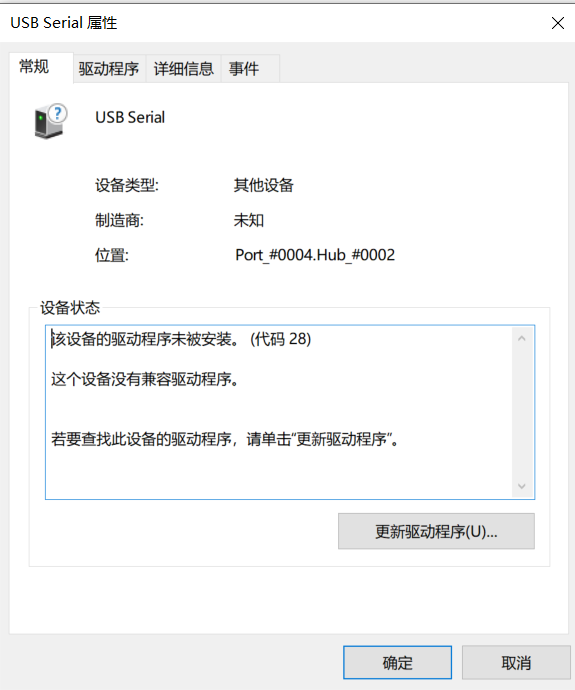 USB Serial 属性
常规 驱动程序 详细信息 事件
USB Serial
设备类型: 其他设备
制造商: 未知
位置: Port_#0004.Hub_#0002
设备状态
该设备的驱动程序未被安装。 (代码 28)
这个设备没有兼容驱动程序。
若要查找此设备的驱动程序，请单击"更新驱动程序"。
更新驱动程序(U)...
确定 取消